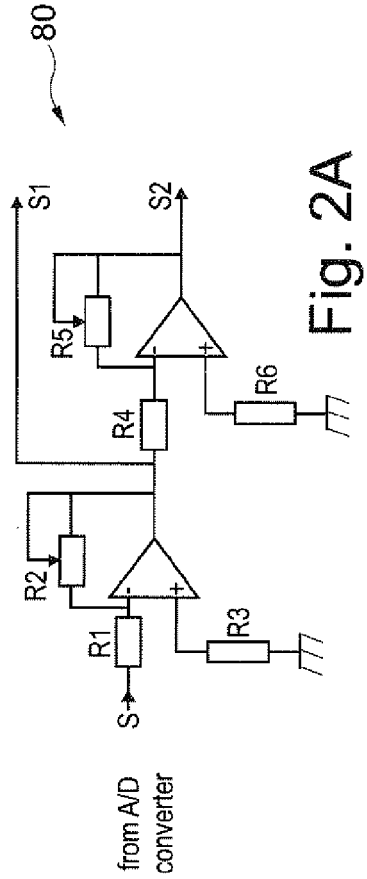 80
S1
S2
R5
R4
R6
R2
R1
R3
-
+
-
+
S
from A/D
converter
Fig. 2A